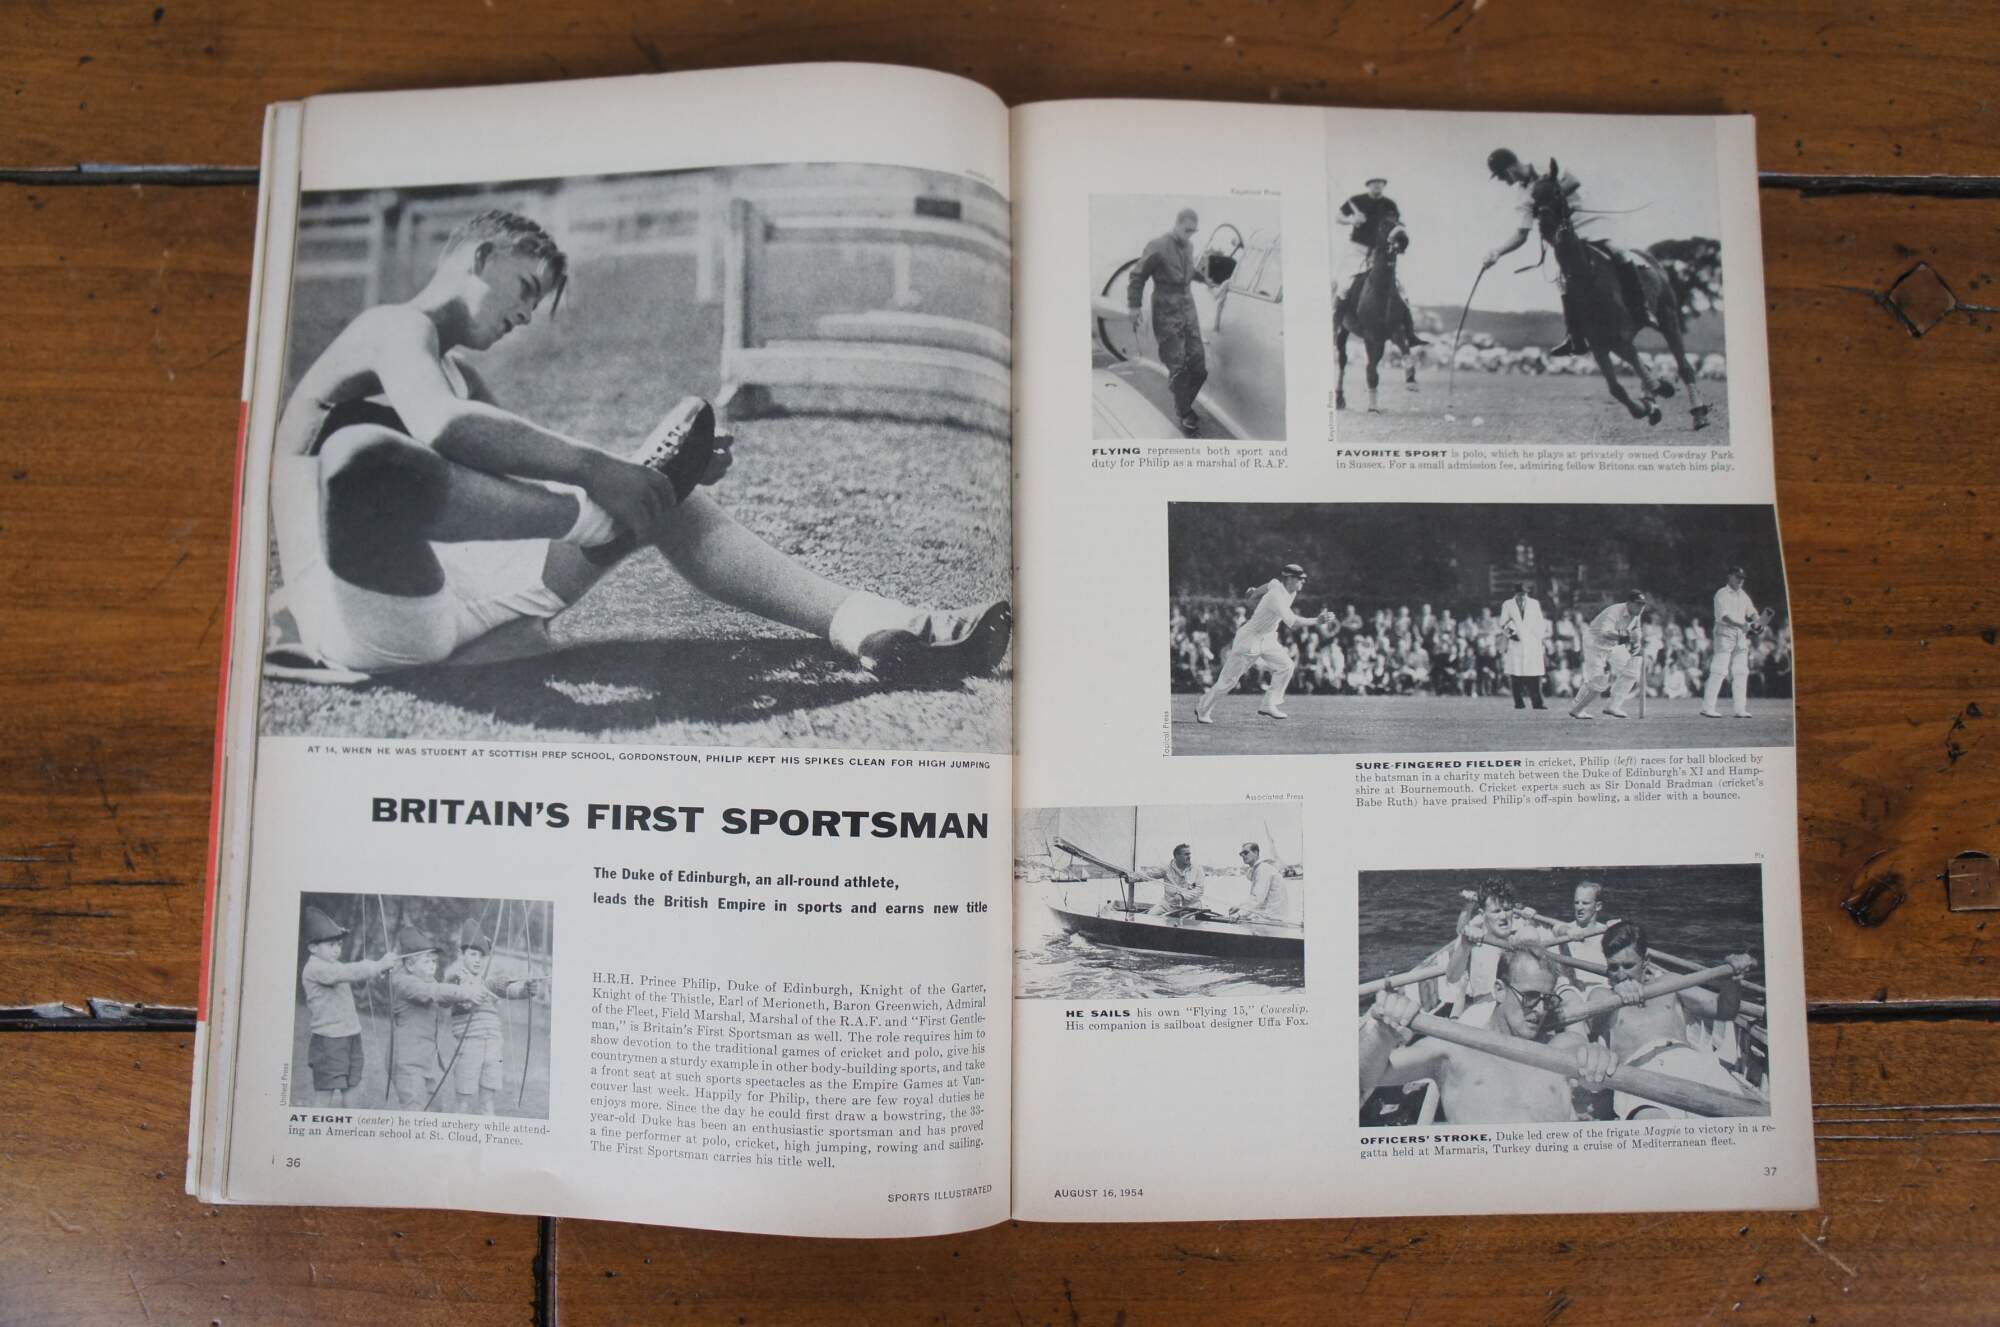 AT 14, WHEN HE WAS STUDENT AT SCOTTISH PREP SCHOOL, GORDONSTOUN, PHILIP KEPT HIS SPIKES CLEAN FOR HIGH JUMPING
BRITAIN'S FIRST SPORTSMAN
The Duke of Edinburgh, an all-round athlete,
leads the British Empire in sports and earns new title
United Press
AT EIGHT (center) he tried archery while attend-
ing an American school at St. Cloud, France.
H.R.H. Prince Philip, Duke of Edinburgh, Knight of the Garter,
Knight of the Thistle, Earl of Merioneth, Baron Greenwich, Admiral
of the Fleet, Field Marshal, Marshal of the R.A.F. and "First Gentle-
man," is Britain's First Sportsman as well. The role requires him to
show devotion to the traditional games of cricket and polo, give his
countrymen a sturdy example in other body-building sports, and take
a front seat at such sports spectacles as the Empire Games at Van-
couver last week. Happily for Philip, there are few royal duties he
enjoys more. Since the day he could first draw a bowstring, the 33-
year-old Duke has been an enthusiastic sportsman and has proved
a fine performer at polo, cricket, high jumping, rowing and sailing.
The First Sportsman carries his title well.
36
SPORTS ILLUSTRATED
Keystone Press
FLYING represents both sport and
duty for Philip as a marshal of R.A.F.
Keystone Press
FAVORITE SPORT is polo, which he plays at privately owned Cowdray Park
in Sussex. For a small admission fee, admiring fellow Britons can watch him play.
Topical Press
SURE-FINGERED FIELDER in cricket, Philip (left) races for ball blocked by
the batsman in a charity match between the Duke of Edinburgh's XI and Hamp-
shire at Bournemouth. Cricket experts such as Sir Donald Bradman (cricket's
Babe Ruth) have praised Philip's off-spin bowling, a slider with a bounce.
Associated Press
HE SAILS his own "Flying 15," Coweslip.
His companion is sailboat designer Uffa Fox.
Pix
OFFICERS' STROKE, Duke led crew of the frigate Magpie to victory in a re-
gatta held at Marmaris, Turkey during a cruise of Mediterranean fleet.
AUGUST 16, 1954
37